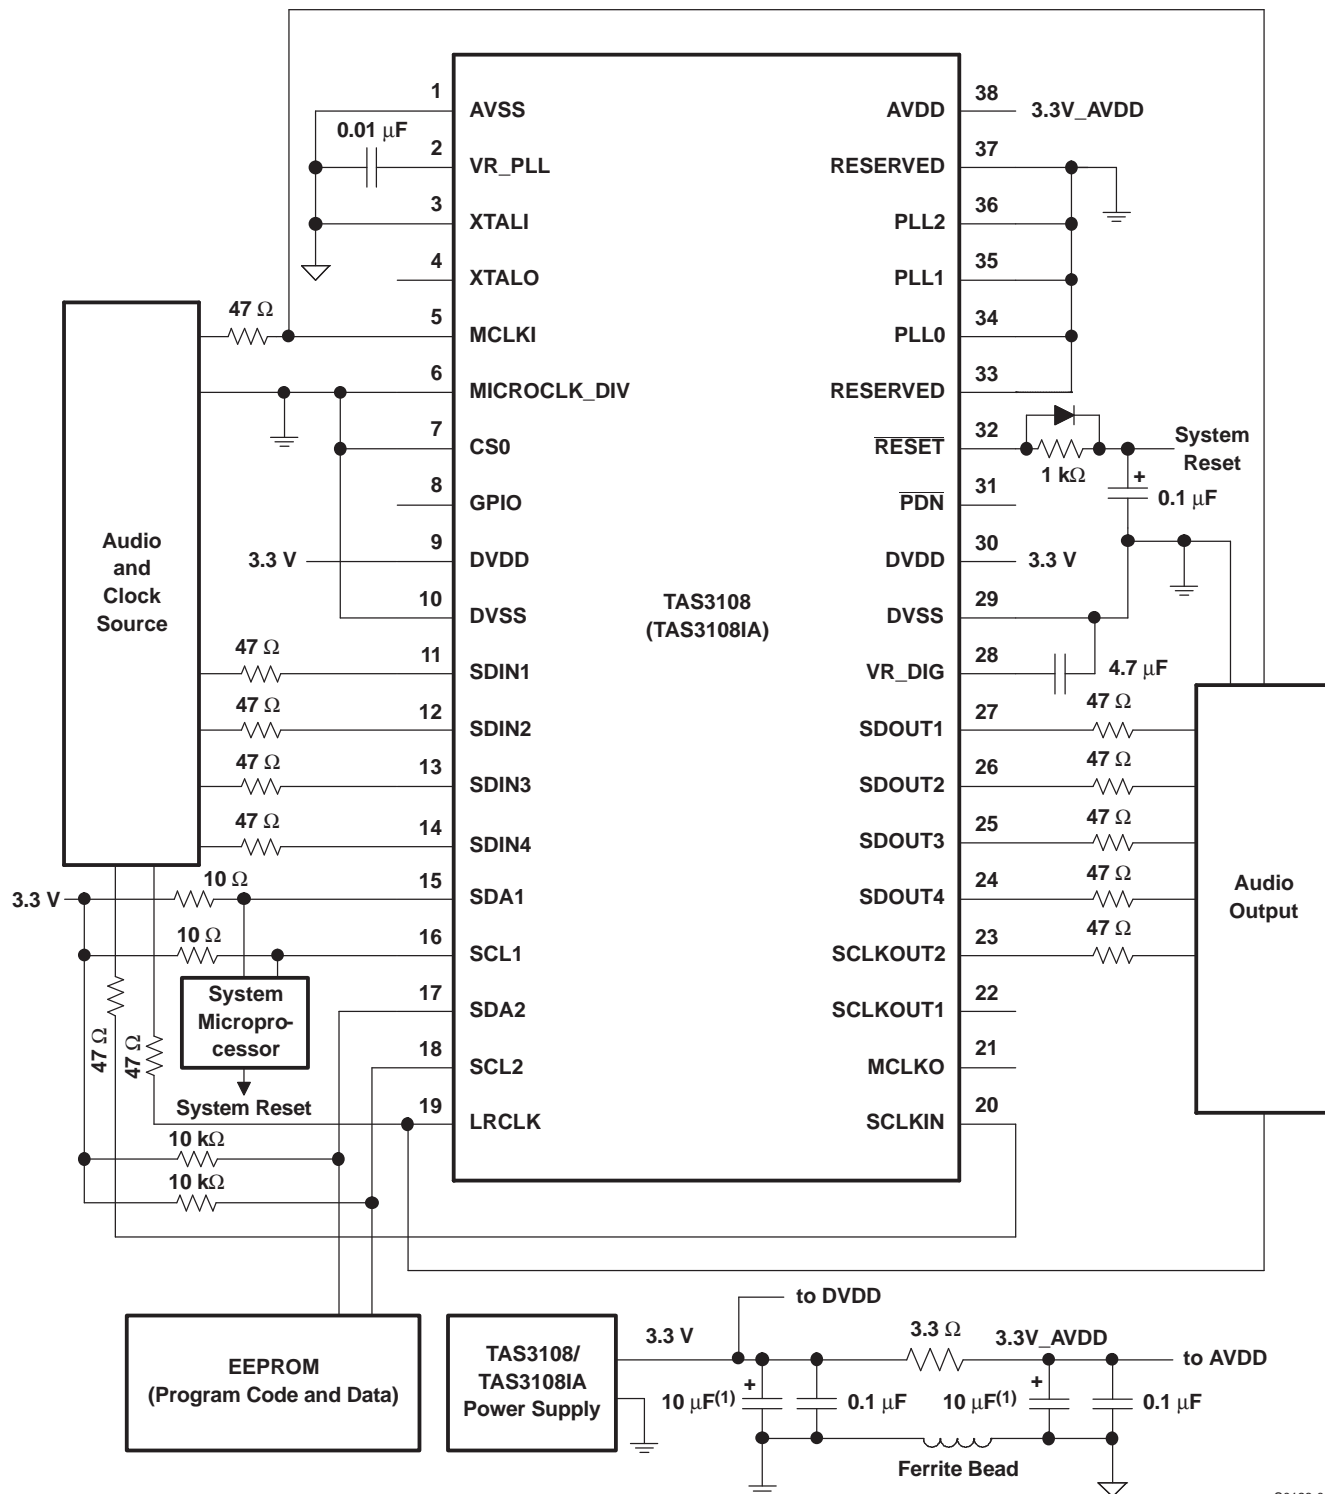 1
AVSS
0.01 μF
2
VR_PLL
3
XTALI
4
XTALO
47 Ω
5
MCLKI
6
MICROCLK_DIV
7
CS0
8
GPIO
3.3 V
9
DVDD
10
DVSS
47 Ω
11
SDIN1
47 Ω
12
SDIN2
47 Ω
13
SDIN3
47 Ω
14
SDIN4
3.3 V
10 Ω
15
SDA1
10 Ω
16
SCL1
17
SDA2
18
SCL2
19
LRCLK
Audio
and
Clock
Source
System
Micropro-
cessor
System Reset
47 Ω
47 Ω
10 kΩ
10 kΩ
TAS3108
(TAS3108IA)
38
AVDD
3.3V_AVDD
37
RESERVED
36
PLL2
35
PLL1
34
PLL0
33
RESERVED
32
RESET
1 kΩ
System
Reset
+
0.1 μF
31
PDN
30
DVDD
3.3 V
29
DVSS
28
VR_DIG
4.7 μF
27
SDOUT1
47 Ω
26
SDOUT2
47 Ω
25
SDOUT3
47 Ω
24
SDOUT4
47 Ω
23
SCLKOUT2
47 Ω
22
SCLKOUT1
21
MCLKO
20
SCLKIN
Audio
Output
EEPROM
(Program Code and Data)
TAS3108/
TAS3108IA
Power Supply
3.3 V
to DVDD
3.3 Ω
3.3V_AVDD
to AVDD
+
10 μF(1)
0.1 μF
+
10 μF(1)
0.1 μF
Ferrite Bead